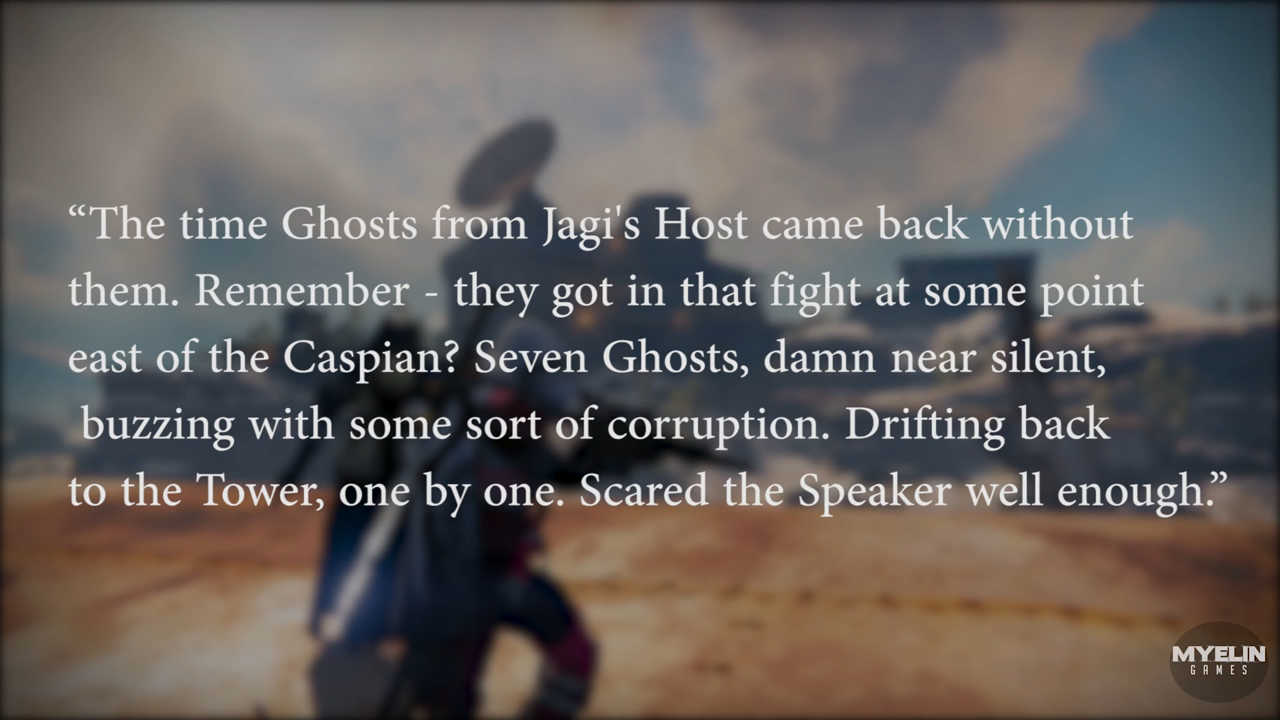 “The time Ghosts from Jagi's Host came back without
them. Remember - they got in that fight at some point
east of the Caspian? Seven Ghosts, damn near silent,
buzzing with some sort of corruption. Drifting back
to the Tower, one by one. Scared the Speaker well enough.”
MYELIN
GAMES